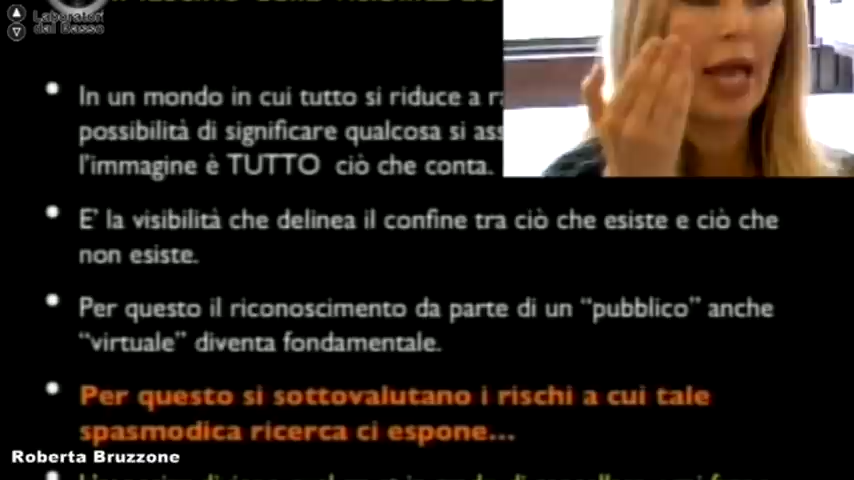 Laboratori
dal Basso
In un mondo in cui tutto si riduce a
possibilità di significare qualcosa si
l'immagine è TUTTO ciò che conta.
E' la visibilità che delinea il confine tra ciò che esiste e ciò che
non esiste.
Per questo il riconoscimento da parte di un "pubblico" anche
"virtuale" diventa fondamentale.
Per questo si sottovalutano i rischi a cui tale
spasmodica ricerca ci espone...
Roberta Bruzzone